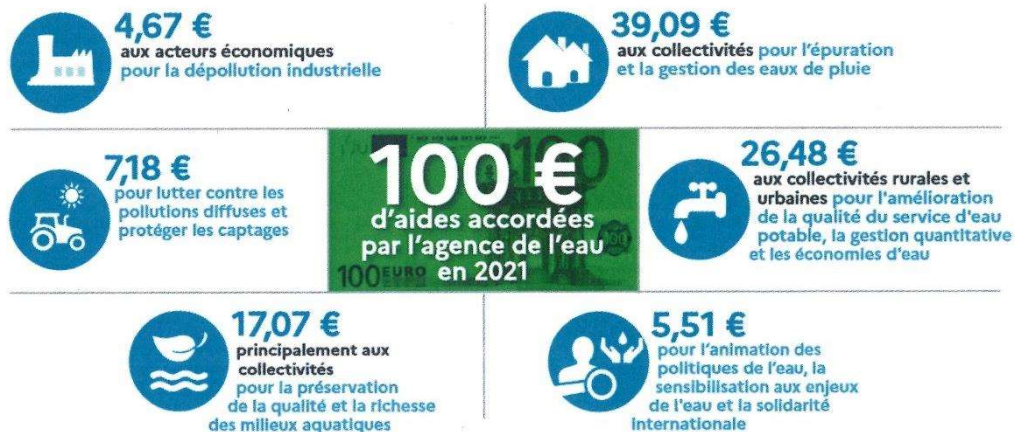 4,67 €
aux acteurs économiques
pour la dépollution industrielle
39,09 €
aux collectivités pour l'épuration
et la gestion des eaux de pluie
7,18 €
pour lutter contre les
pollutions diffuses et
protéger les captages
100 €
d'aides accordées
par l'agence de l'eau
en 2021
100 EURO
26,48 €
aux collectivités rurales et
urbaines pour l'amélioration
de la qualité du service d'eau
potable, la gestion quantitative
et les économies d'eau
17,07 €
principalement aux
collectivités
pour la préservation
de la qualité et la richesse
des milieux aquatiques
5,51 €
pour l'animation des
politiques de l'eau, la
sensibilisation aux enjeux
de l'eau et la solidarité
internationale